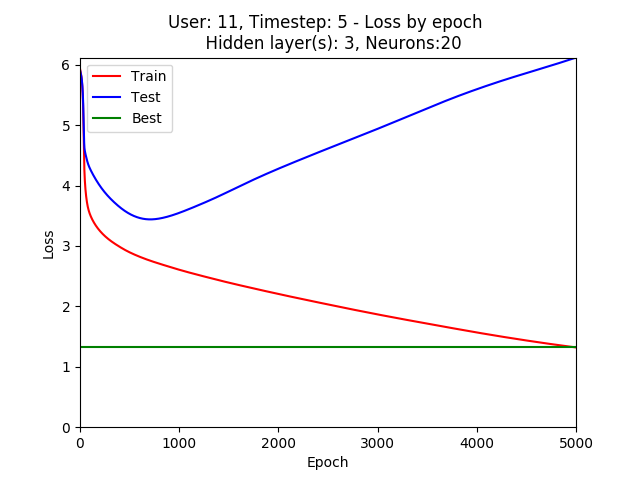 User: 11, Timestep: 5 - Loss by epoch
Hidden layer(s): 3, Neurons:20
6
Train
Test
Best
5
4
3
2
1
0
Loss
0 1000 2000 3000 4000 5000
Epoch